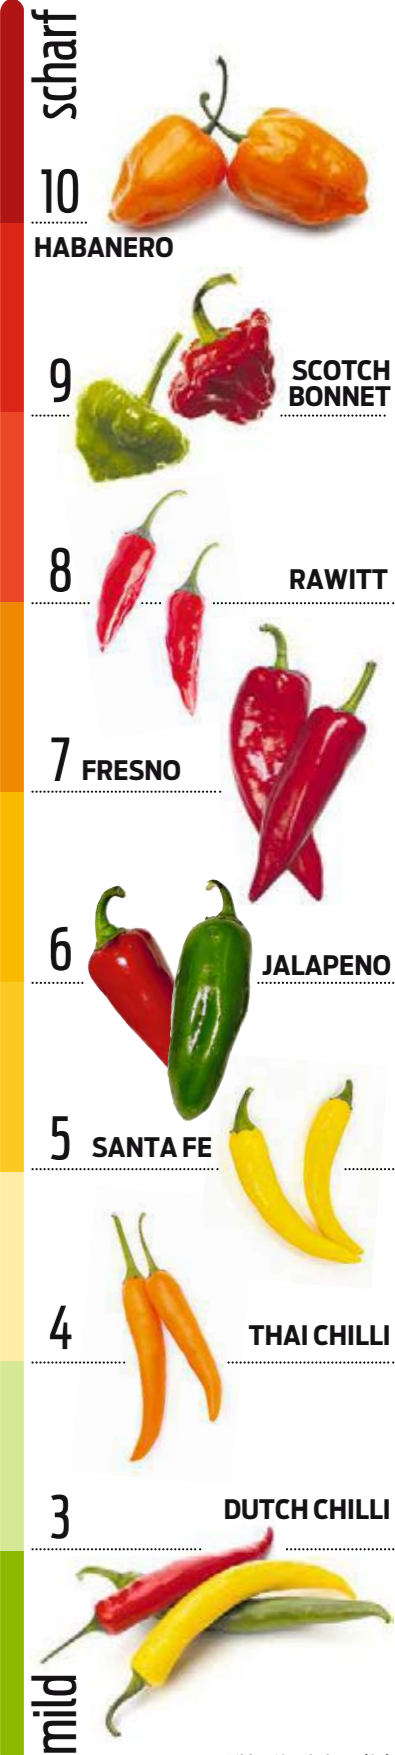 scharf
10
HABANERO
9
SCOTCH
BONNET
8
RAWITT
7 FRESNO
6
JALAPENO
5 SANTA FE
4
THAI CHILLI
DUTCH CHILLI
3
mild